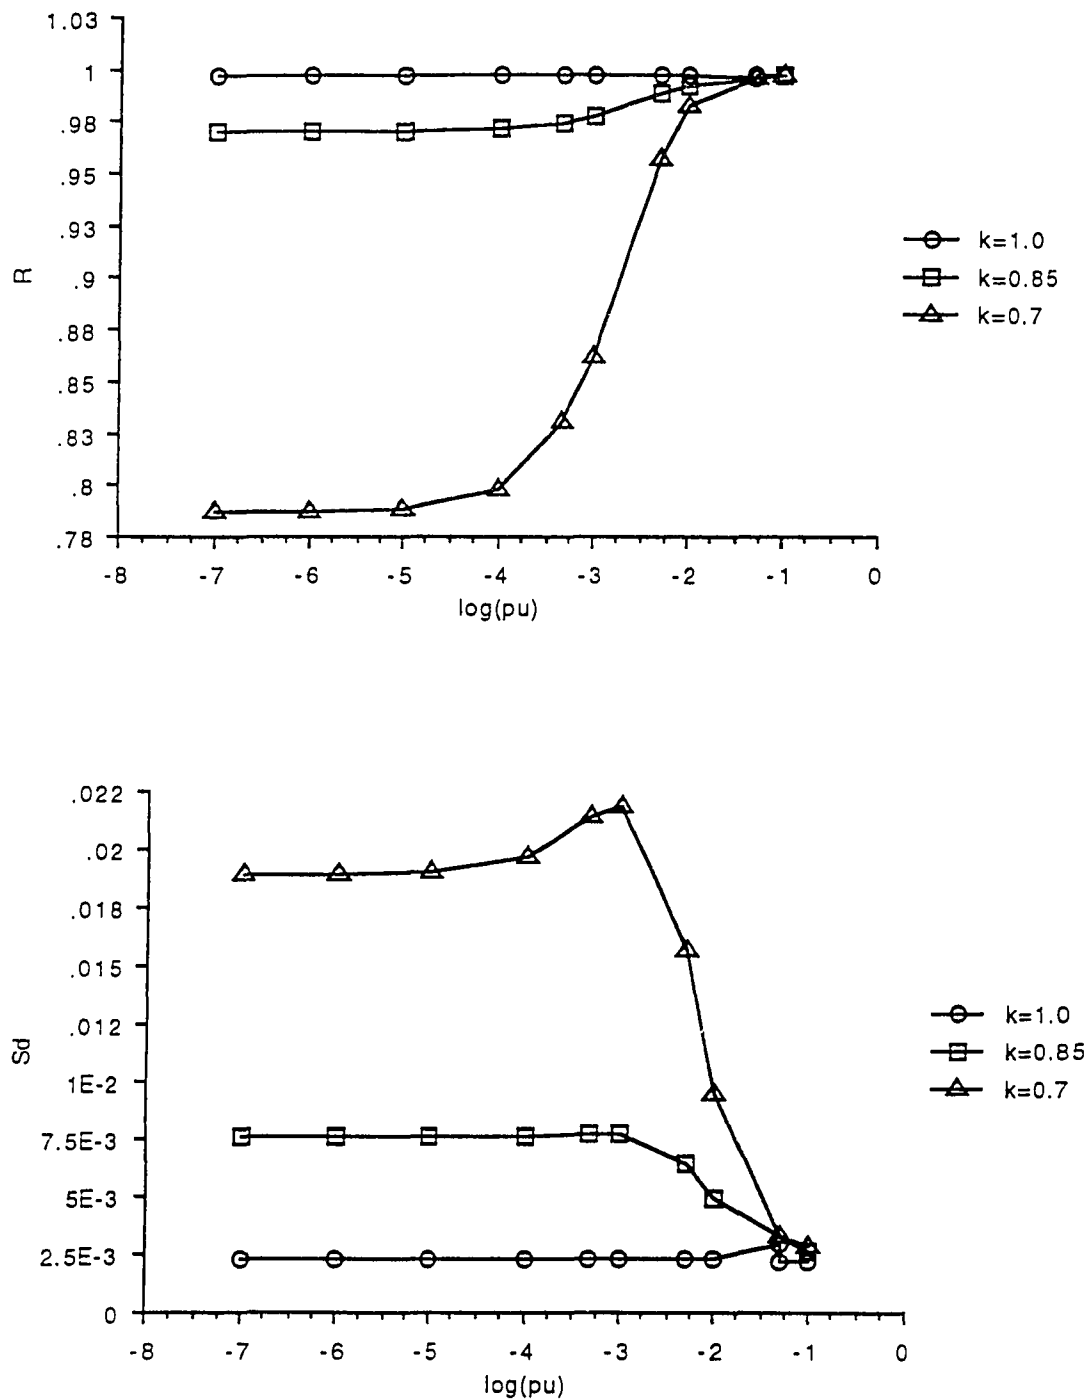 1.03
1
.98
.95
.93
.9
.88
.85
.83
.8
.78
R
-8 -7 -6 -5 -4 -3 -2 -1 0
log(pu)
k=1.0
k=0.85
k=0.7
.022
.02
.018
.015
.012
1E-2
7.5E-3
5E-3
2.5E-3
0
Sd
-8 -7 -6 -5 -4 -3 -2 -1 0
log(pu)
k=1.0
k=0.85
k=0.7